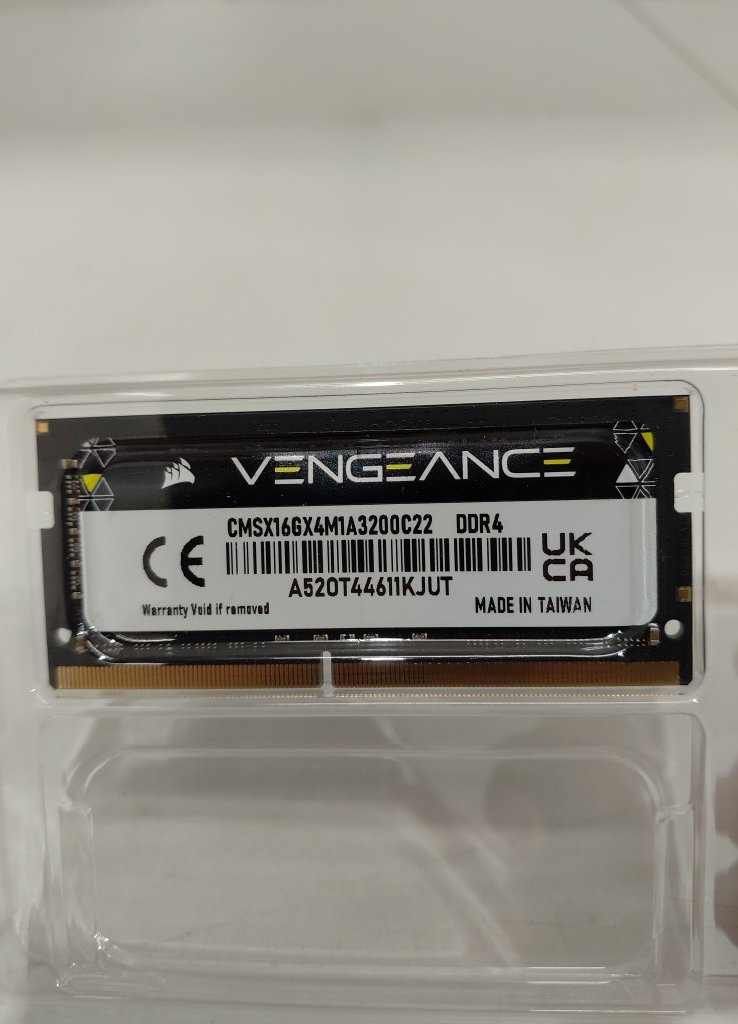 VENGEANCE
CMSX16GX4M1A3200C22 DDR4
CE
UK
CA
A520T44611KJUT
Warranty Void if removed
MADE IN TAIWAN